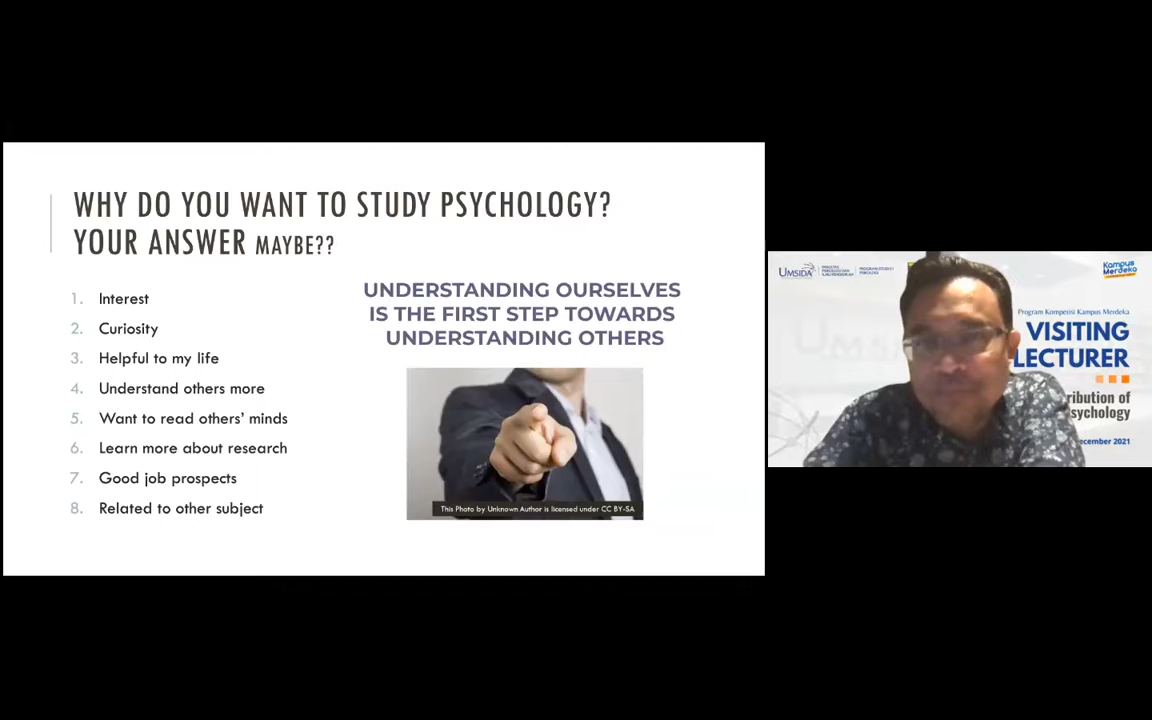 WHY DO YOU WANT TO STUDY PSYCHOLOGY?
YOUR ANSWER MAYBE??
1. Interest
2. Curiosity
3. Helpful to my life
4. Understand others more
5. Want to read others' minds
6. Learn more about research
7. Good job prospects
8. Related to other subject
UNDERSTANDING OURSELVES
IS THE FIRST STEP TOWARDS
UNDERSTANDING OTHERS
This Photo by Unknown Author is licensed under CC BY-SA
UMSIDA
Kampus
Merdeka
Program Kompetisi Kampus Merdeka
VISITING
LECTURER
ribution of
sychology
ecember 2021